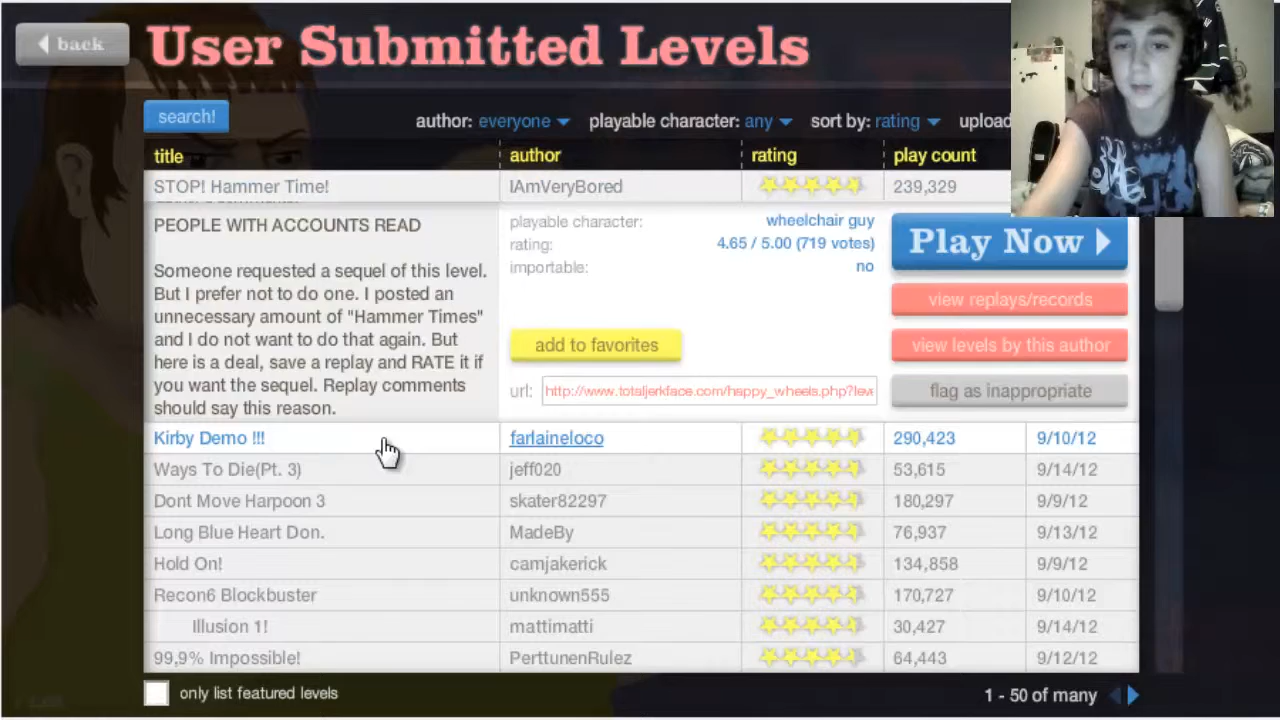 back
User Submitted Levels
search!
author: everyone playable character: any sort by: rating upload
title author rating play count
STOP! Hammer Time! IAmVeryBored 239,329
PEOPLE WITH ACCOUNTS READ
Someone requested a sequel of this level.
But I prefer not to do one. I posted an
unnecessary amount of "Hammer Times"
and I do not want to do that again. But
here is a deal, save a replay and RATE it if
you want the sequel. Replay comments
should say this reason.
playable character: wheelchair guy
rating: 4.65 / 5.00 (719 votes)
importable: no
add to favorites
url: http://www.totaljerkface.com/happy_wheels.php?leve
Play Now
view replays/records
view levels by this author
flag as inappropriate
Kirby Demo !!! farlaineloco 290,423 9/10/12
Ways To Die(Pt. 3) jeff020 53,615 9/14/12
Dont Move Harpoon 3 skater82297 180,297 9/9/12
Long Blue Heart Don. MadeBy 76,937 9/13/12
Hold On! camjakerick 134,858 9/9/12
Recon6 Blockbuster unknown555 170,727 9/10/12
Illusion 1! mattimatti 30,427 9/14/12
99,9% Impossible! PerttunenRulez 64,443 9/12/12
only list featured levels 1 - 50 of many